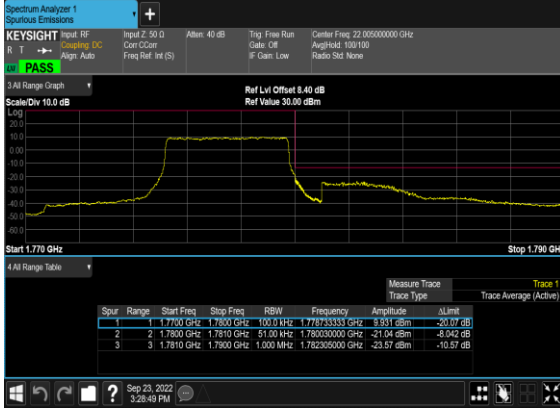 Spectrum Analyzer 1
Spurious Emissions
+
KEYSIGHT Input: RF Input Z: 50 Ω Atten: 40 dB Trig: Free Run Center Freq: 22.005000000 GHz
R T Coupling: DC Corr CCorr Gate: Off Avg|Hold: 100/100
Align: Auto Freq Ref: Int (S) IF Gain: Low Radio Std: None
LXI PASS
3 All Range Graph
Ref Lvl Offset 8.40 dB
Scale/Div 10.0 dB Ref Value 30.00 dBm
Log
20.0
10.0
0.00
-10.0
-20.0
-30.0
-40.0
-50.0
-60.0
Start 1.770 GHz Stop 1.790 GH
4 All Range Table
Measure Trace Trace 1
Trace Type Trace Average (Active)
Spur Range Start Freq Stop Freq RBW Frequency Amplitude ΔLimit
1 1 1.7700 GHz 1.7800 GHz 100.0 kHz 1.778733333 GHz 9.931 dBm -20.07 dB
2 2 1.7800 GHz 1.7810 GHz 51.00 kHz 1.780030000 GHz -21.04 dBm -8.042 dB
3 3 1.7810 GHz 1.7900 GHz 1.000 MHz 1.782305000 GHz -23.57 dBm -10.57 dB
? Sep 23, 2022
3:28:49 PM